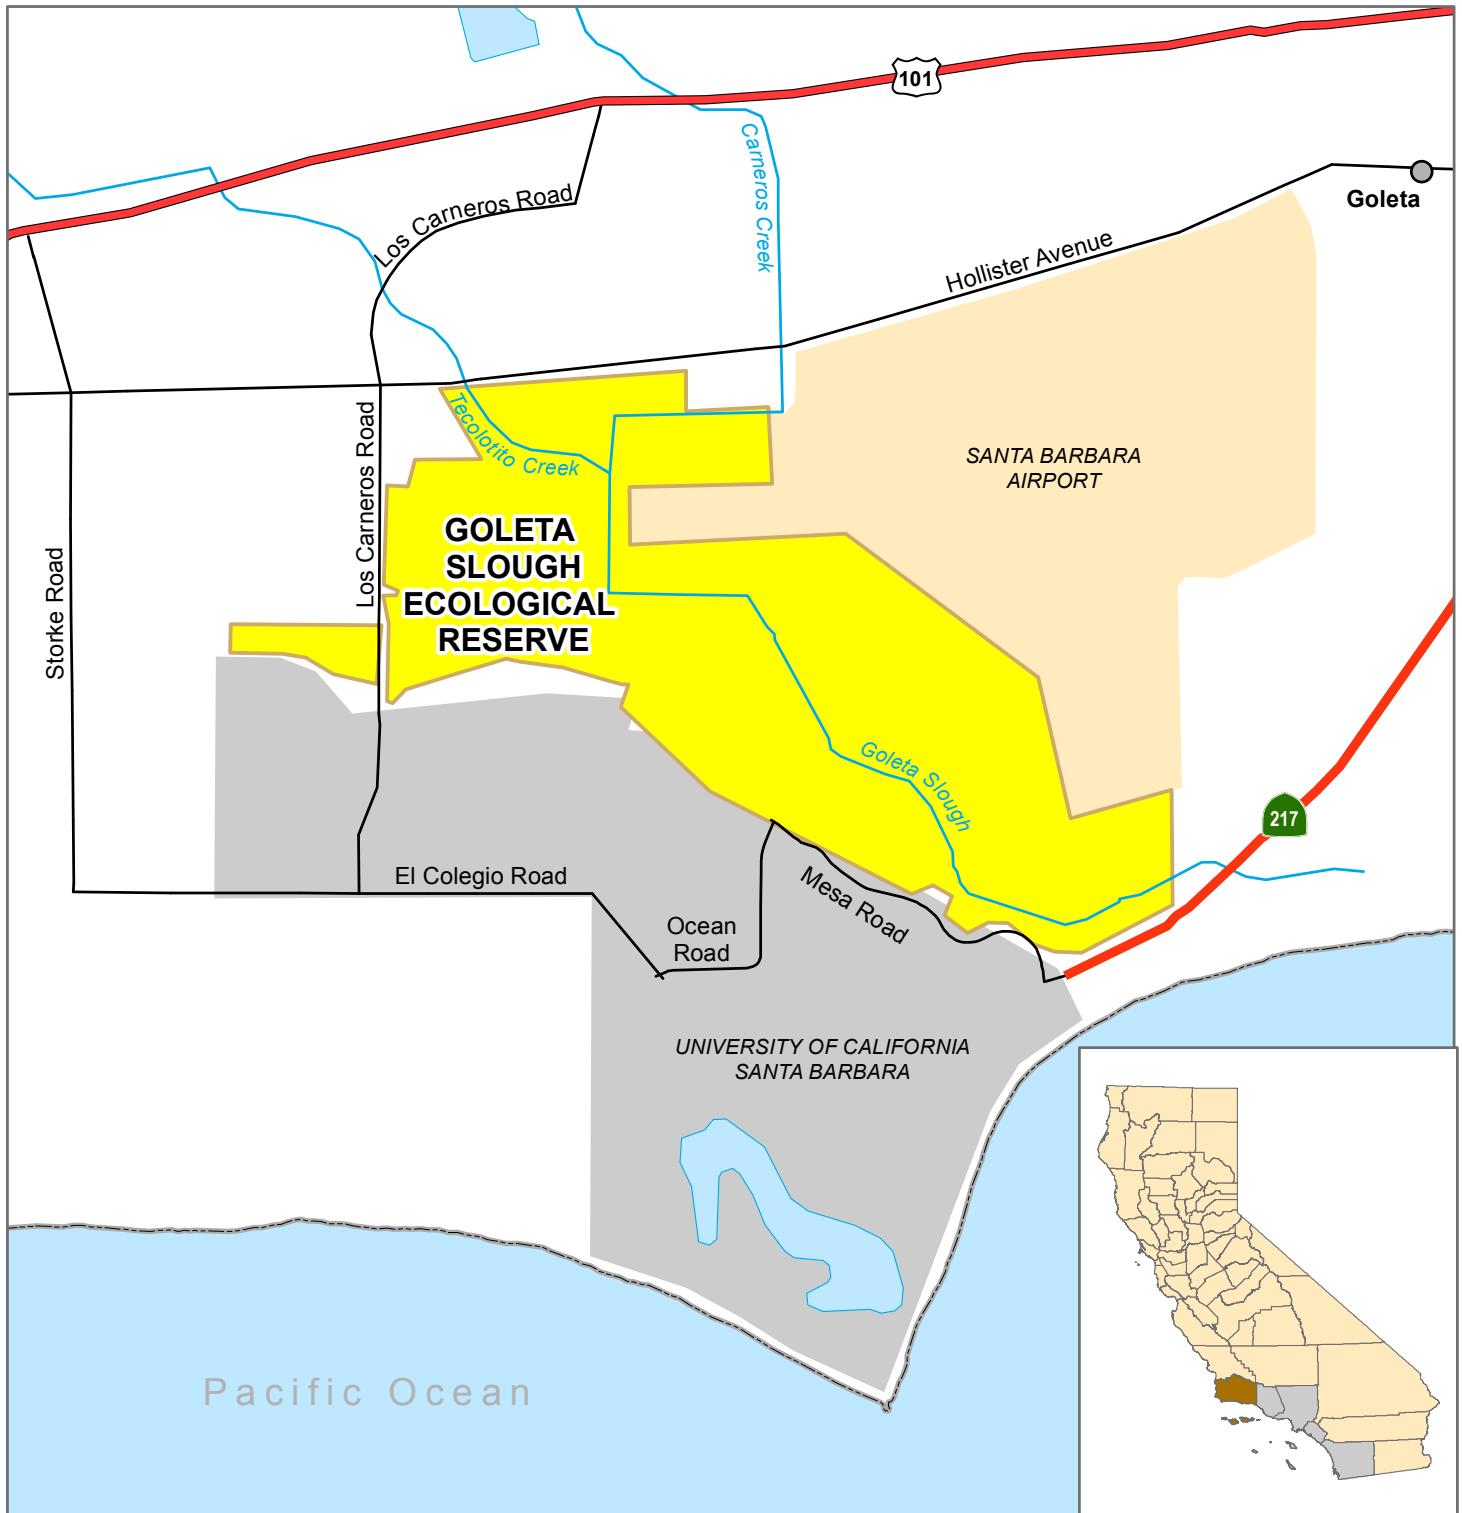 101
Carneros Creek
Los Carneros Road
Goleta
Hollister Avenue
Tecolotito Creek
Los Carneros Road
SANTA BARBARA
AIRPORT
GOLETA
SLOUGH
ECOLOGICAL
RESERVE
Storke Road
Goleta Slough
217
El Colegio Road
Mesa Road
Ocean
Road
UNIVERSITY OF CALIFORNIA
SANTA BARBARA
Pacific Ocean